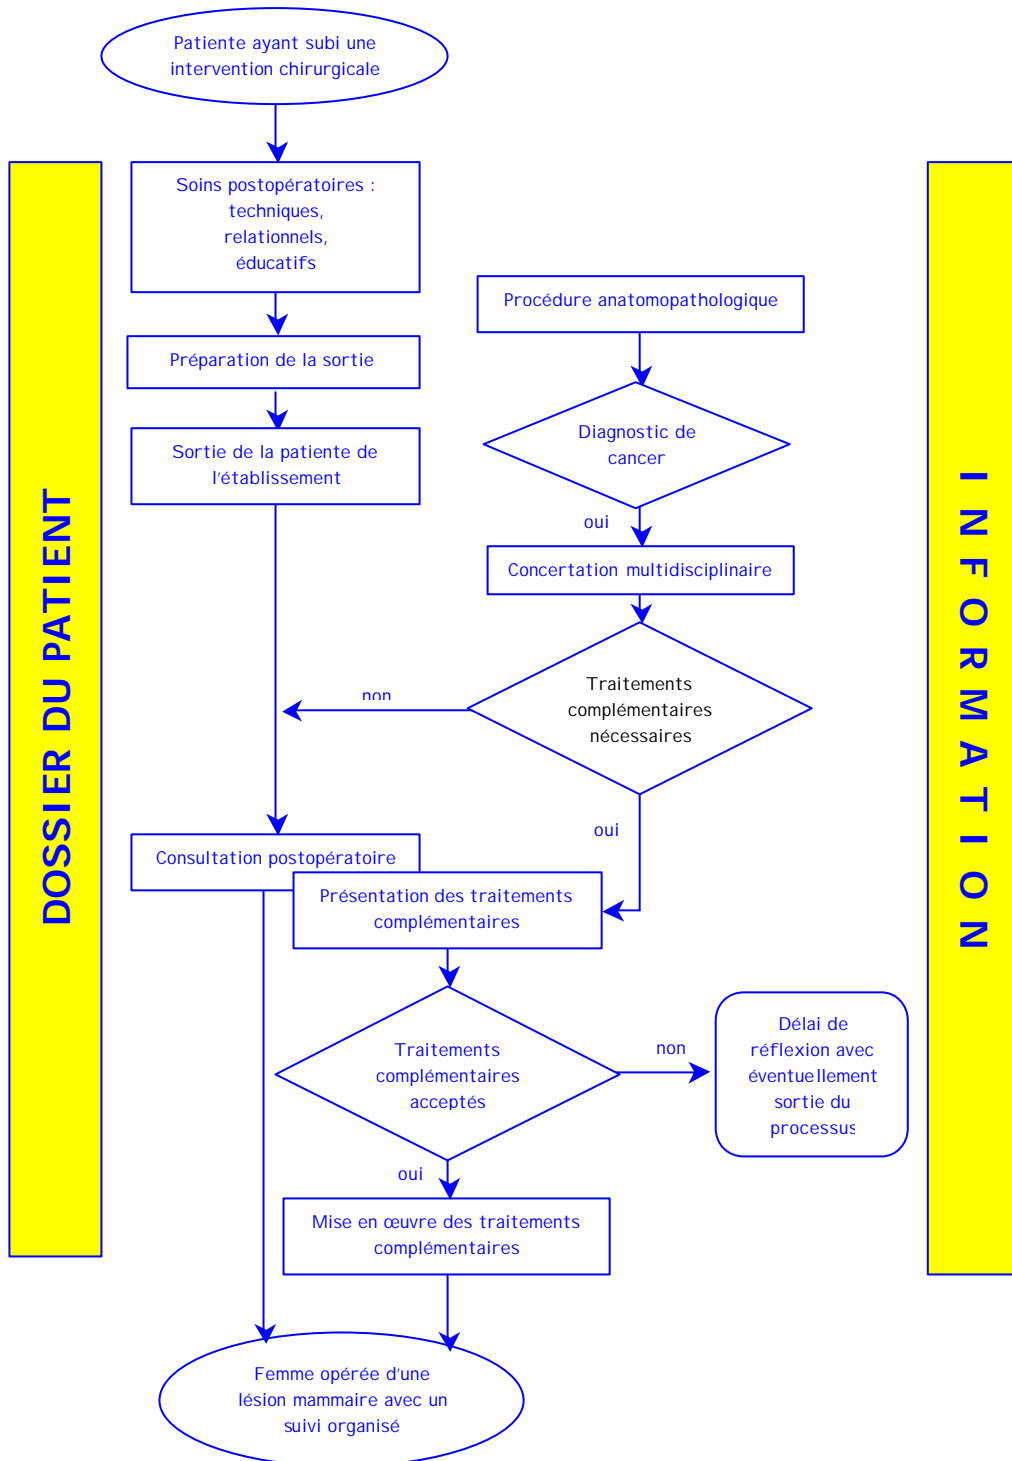 Patiente ayant subi une
intervention chirurgicale
Soins postopératoires :
techniques,
relationnels,
éducatifs
Procédure anatomopathologique
Préparation de la sortie
Diagnostic de
cancer
Sortie de la patiente de
l'établissement
oui
Concertation multidisciplinaire
DOSSIER DU PATIENT
INFORMATION
Traitements
complémentaires
nécessaires
non
oui
Consultation postopératoire
Présentation des traitements
complémentaires
Traitements
complémentaires
acceptés
non
Délai de
réflexion avec
éventuellement
sortie du
processus
oui
Mise en œuvre des traitements
complémentaires
Femme opérée d'une
lésion mammaire avec un
suivi organisé